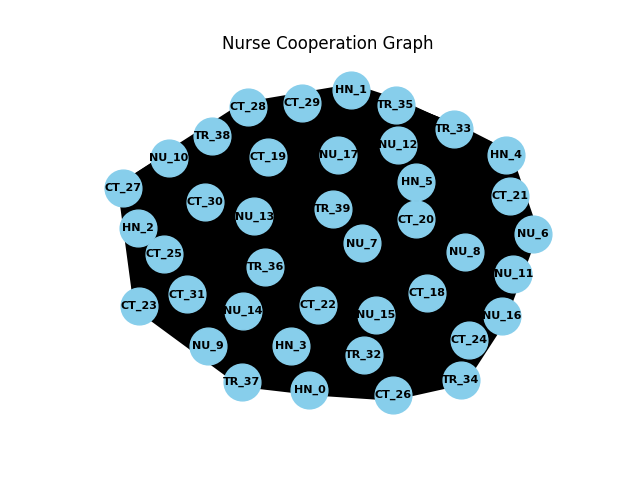 Nurse Cooperation Graph
HN_1
CT_29
TR_35
CT_28
TR_33
TR_38
NU_12
HN_4
NU_17
CT_19
NU_10
HN_5
CT_27
CT_21
CT_30
TR_39
NU_13
CT_20
HN_2
NU_6
NU_7
NU_8
CT_25
TR_36
NU_11
CT_18
CT_31
CT_22
CT_23
NU_14
NU_15
NU_16
CT_24
NU_9
HN_3
TR_32
TR_34
TR_37
HN_0
CT_26